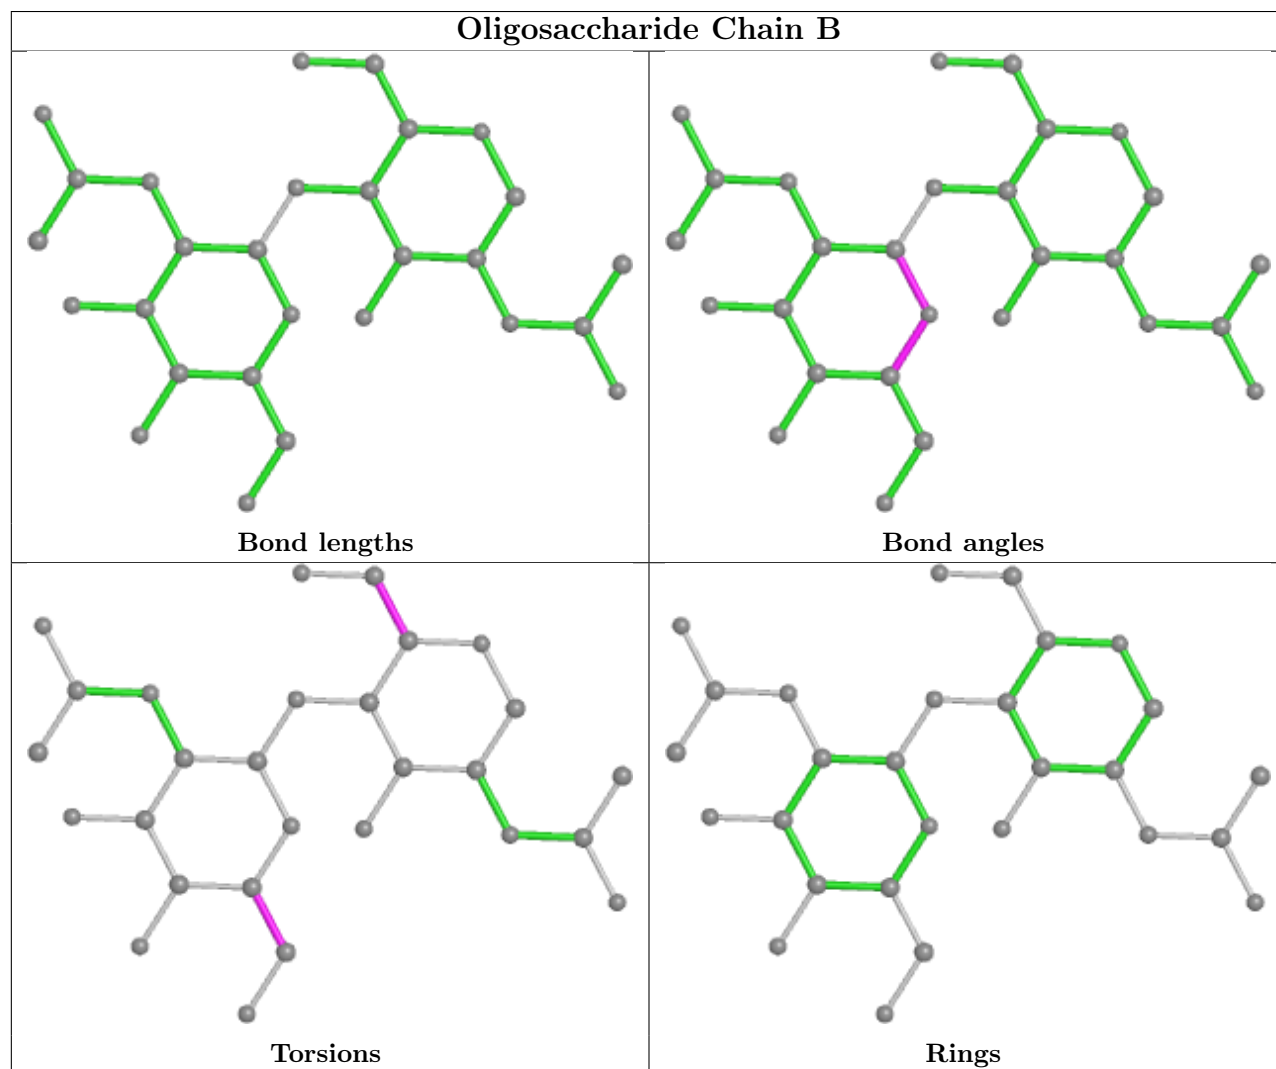 Oligosaccharide Chain B
Bond lengths
Bond angles
Torsions
Rings